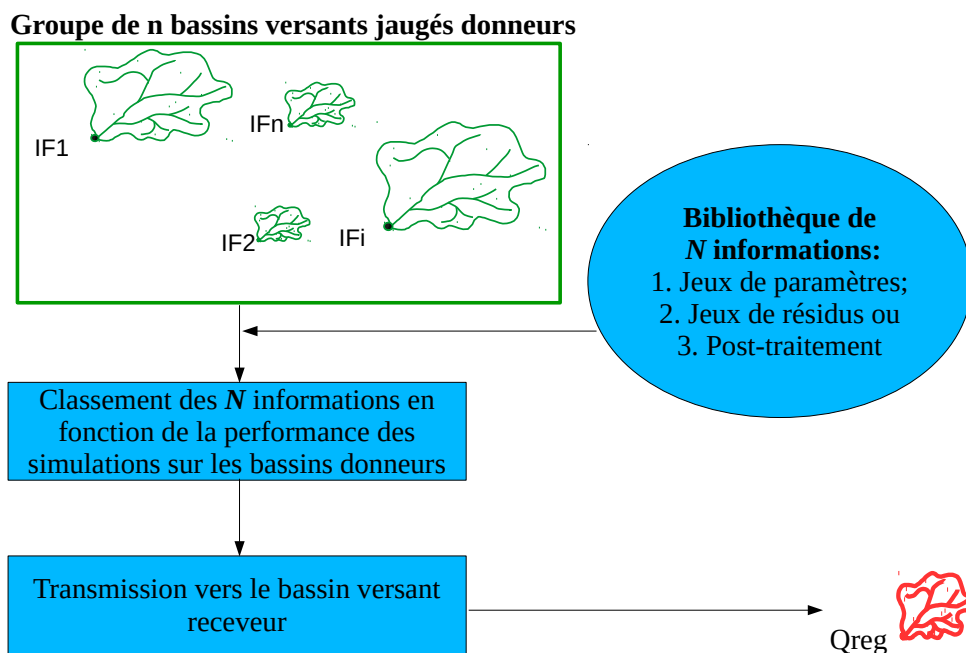 Groupe de n bassins versants jaugés donneurs
IF1
IFn
IF2
IFi
Bibliothèque de
N informations:
1. Jeux de paramètres;
2. Jeux de résidus ou
3. Post-traitement
Classement des N informations en
fonction de la performance des
simulations sur les bassins donneurs
Transmission vers le bassin versant
receveur
Qreg